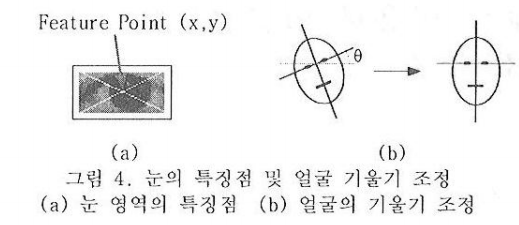 Feature Point (x,y)
θ
(a) (b)
그림 4. 눈의 특징점 및 얼굴 기울기 조정
(a) 눈 영역의 특징점 (b) 얼굴의 기울기 조정